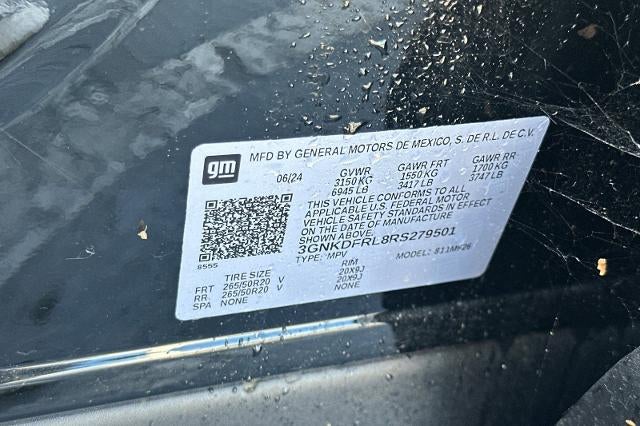 gm
MFD BY GENERAL MOTORS DE MEXICO, S. DE R.L. DE C.V.
06/24 GVWR GAWR FRT GAWR RR
3150 KG 1550 KG 1700 KG
6945 LB 3417 LB 3747 LB
THIS VEHICLE CONFORMS TO ALL
APPLICABLE U.S. FEDERAL MOTOR
VEHICLE SAFETY STANDARDS IN EFFECT
ON THE DATE OF MANUFACTURE
SHOWN ABOVE.
3GNKDFRL8RS279501
8555 TYPE: MPV MODEL: 811MF26
TIRE SIZE RIM
FRT 265/50R20 V 20X9J
RR 265/50R20 V 20X9J
SPA NONE NONE